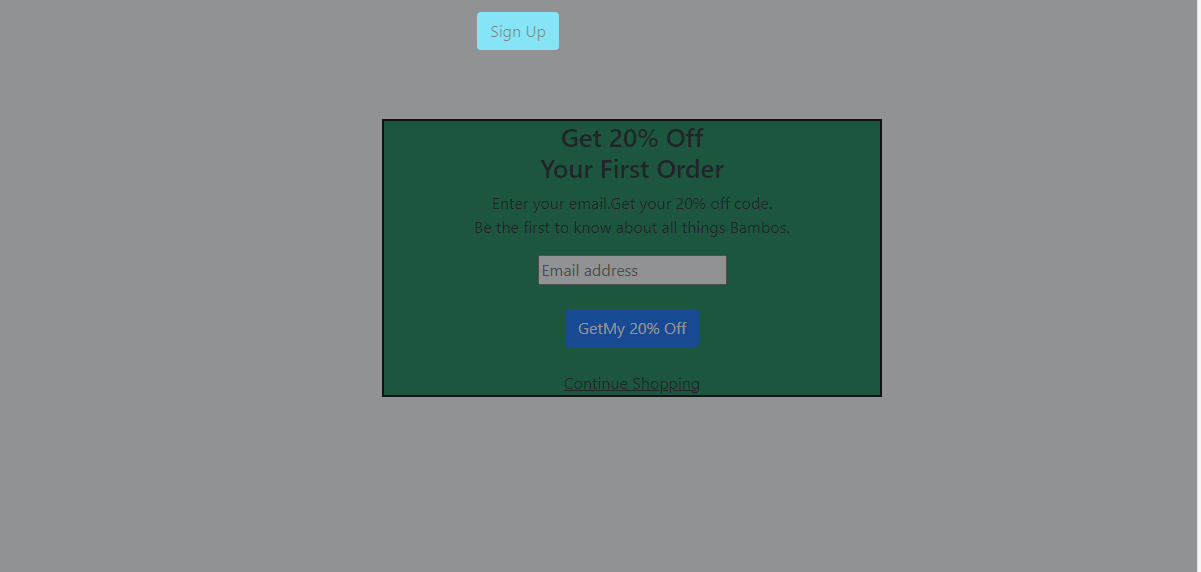 Sign Up
Get 20% Off
Your First Order
Enter your email.Get your 20% off code.
Be the first to know about all things Bambos.
Email address
GetMy 20% Off
Continue Shopping